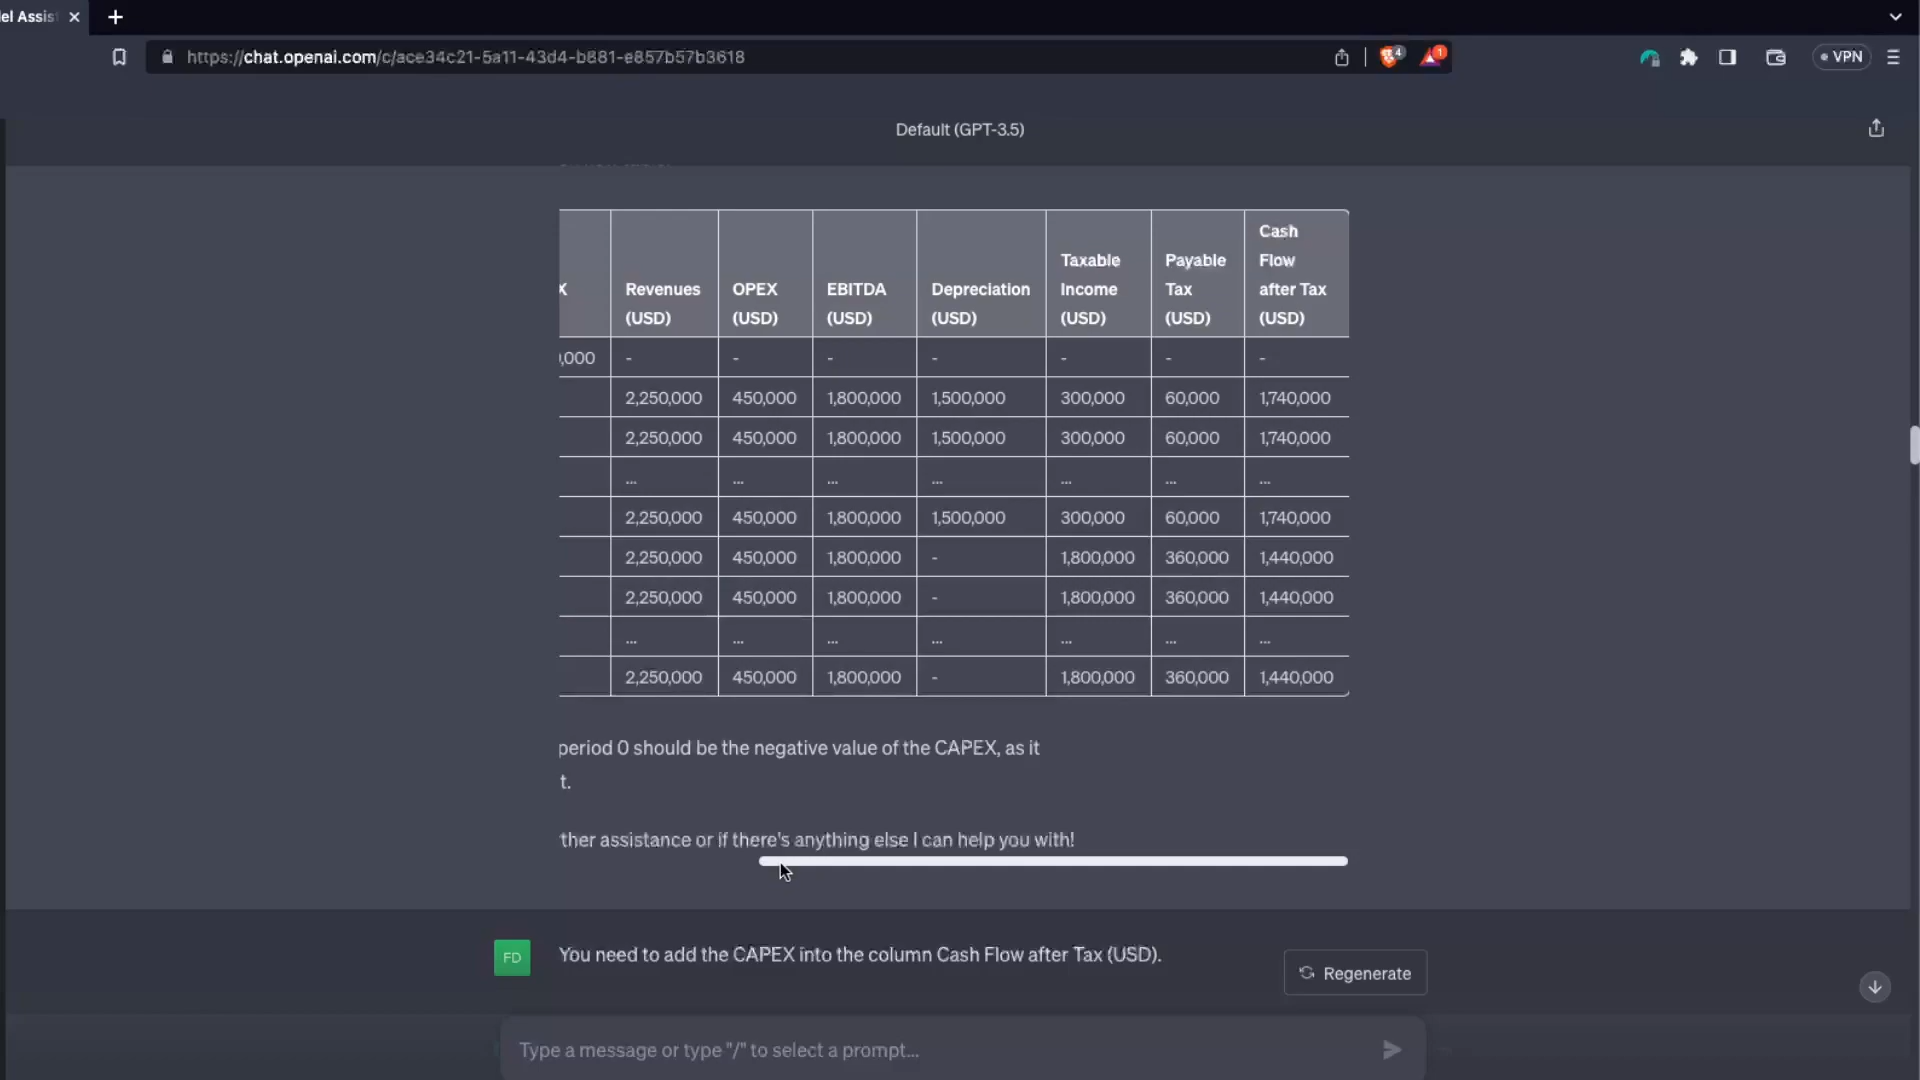 el Assis
https://chat.openai.com/c/ace34c21-5a11-43d4-b681-e857b57b3618
4
1
VPN
Default (GPT-3.5)
X
Revenues (USD)
OPEX (USD)
EBITDA (USD)
Depreciation (USD)
Taxable Income (USD)
Payable Tax (USD)
Cash Flow after Tax (USD)
,000 - - - - - - -
2,250,000 450,000 1,800,000 1,500,000 300,000 60,000 1,740,000
2,250,000 450,000 1,800,000 1,500,000 300,000 60,000 1,740,000
... ... ... ... ... ... ...
2,250,000 450,000 1,800,000 1,500,000 300,000 60,000 1,740,000
2,250,000 450,000 1,800,000 - 1,800,000 360,000 1,440,000
2,250,000 450,000 1,800,000 - 1,800,000 360,000 1,440,000
... ... ... ... ... ... ...
2,250,000 450,000 1,800,000 - 1,800,000 360,000 1,440,000
period 0 should be the negative value of the CAPEX, as it
t.
ther assistance or if there's anything else I can help you with!
FD
You need to add the CAPEX into the column Cash Flow after Tax (USD).
Regenerate
Type a message or type "/" to select a prompt...